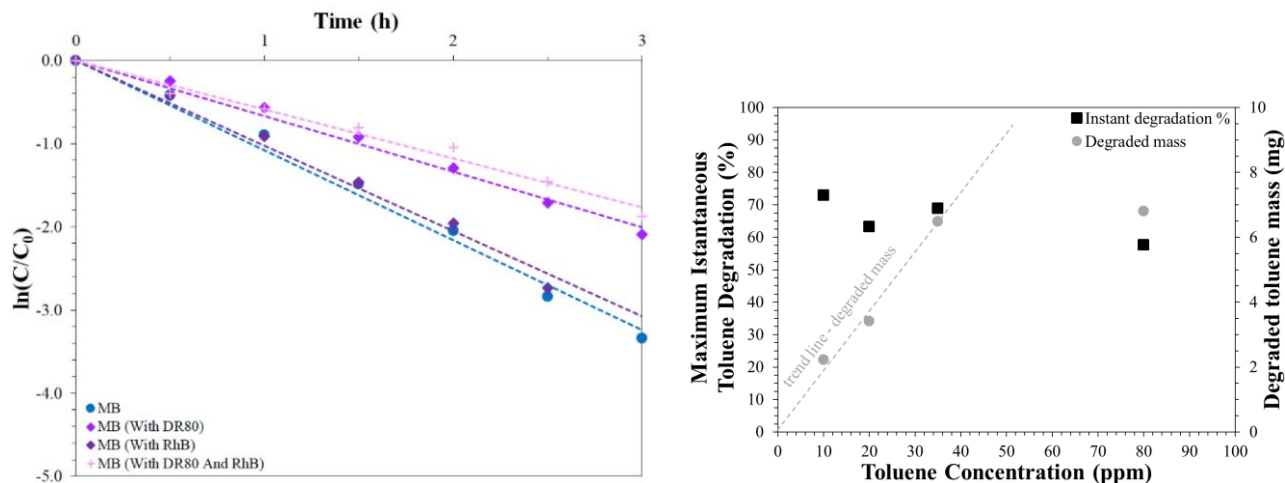 Time (h)
0 1 2 3
ln(C/C0)
0.0
-1.0
-2.0
-3.0
-4.0
-5.0
MB
MB (With DR80)
MB (With RhB)
MB (With DR80 And RhB)
Maximum Istantaneous
Toluene Degradation (%)
100
90
80
70
60
50
40
30
20
10
0
Instant degradation %
Degraded mass
trend line - degraded mass
10
8
6
4
2
0
Degraded toluene mass (mg)
0 10 20 30 40 50 60 70 80 90 100
Toluene Concentration (ppm)